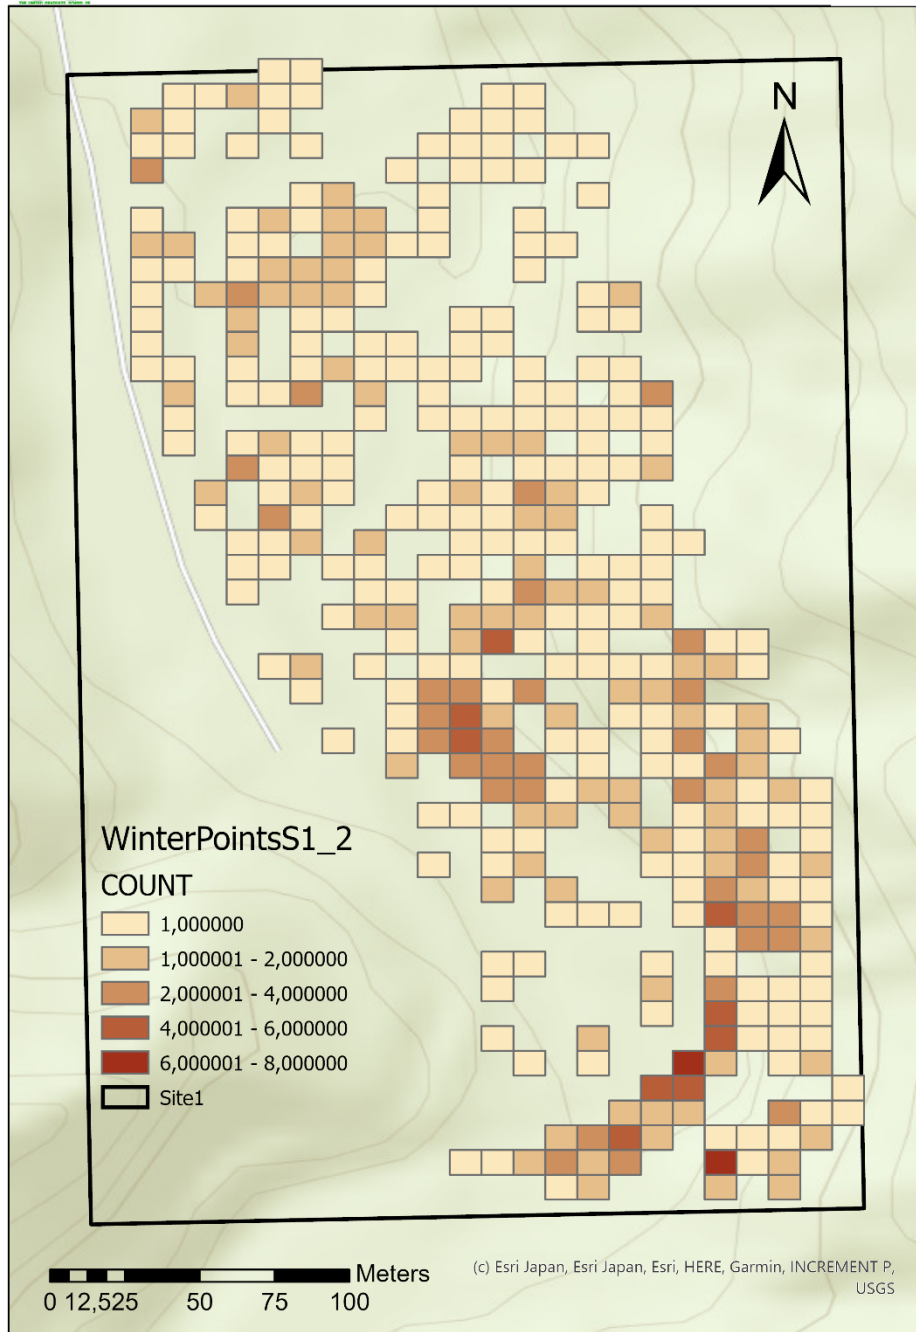 N
WinterPointsS1_2
COUNT
1,000000
1,000001 - 2,000000
2,000001 - 4,000000
4,000001 - 6,000000
6,000001 - 8,000000
Site1
Meters
0 12,525 50 75 100
(c) Esri Japan, Esri Japan, Esri, HERE, Garmin, INCREMENT P,
USGS